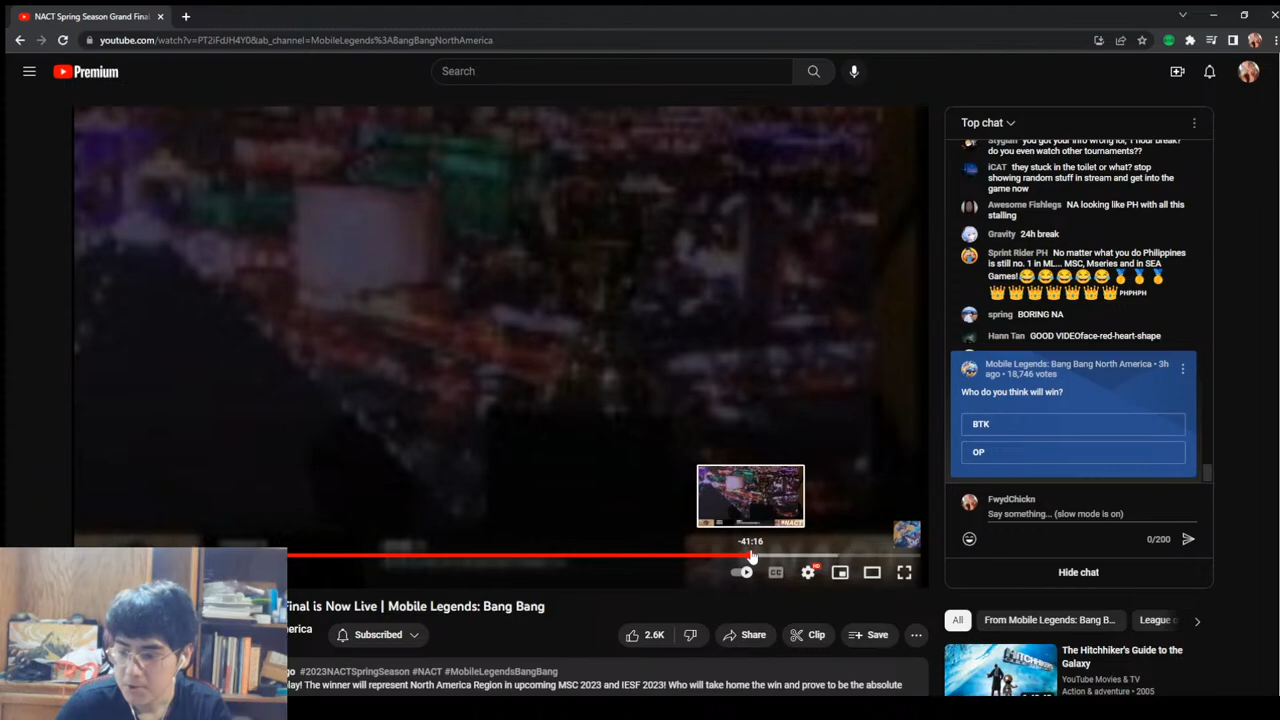 NACT Spring Season Grand Final
youtube.com/watch?v=PT2iFdJH4Y0&ab_channel=MobileLegends%3ABangBangNorthAmerica
Premium
Search
Top chat
Stygian you got your info wrong lol, 1 hour break?
do you even watch other tournaments??
iCAT they stuck in the toilet or what? stop
showing random stuff in stream and get into the
game now
Awesome Fishlegs NA looking like PH with all this
stalling
Gravity 24h break
Sprint Rider PH No matter what you do Philippines
is still no. 1 in ML... MSC, Mseries and in SEA
Games!😂😂😂😂😂🥇🥇🥇
👑👑👑👑👑👑👑PHPHPH
spring BORING NA
Hann Tan GOOD VIDEOface-red-heart-shape
Mobile Legends: Bang Bang North America • 3h
ago • 18,746 votes
Who do you think will win?
BTK
OP
FwydChickn
Say something... (slow mode is on)
0/200
Hide chat
#NACT
-41:16
CC
HD
Final is Now Live | Mobile Legends: Bang Bang
erica
Subscribed
2.6K
Share
Clip
Save
go #2023NACTSpringSeason #NACT #MobileLegendsBangBang
lay! The winner will represent North America Region in upcoming MSC 2023 and IESF 2023! Who will take home the win and prove to be the absolute
All
From Mobile Legends: Bang B...
League o
The Hitchhiker's Guide to the
Galaxy
YouTube Movies & TV
Action & adventure • 2005